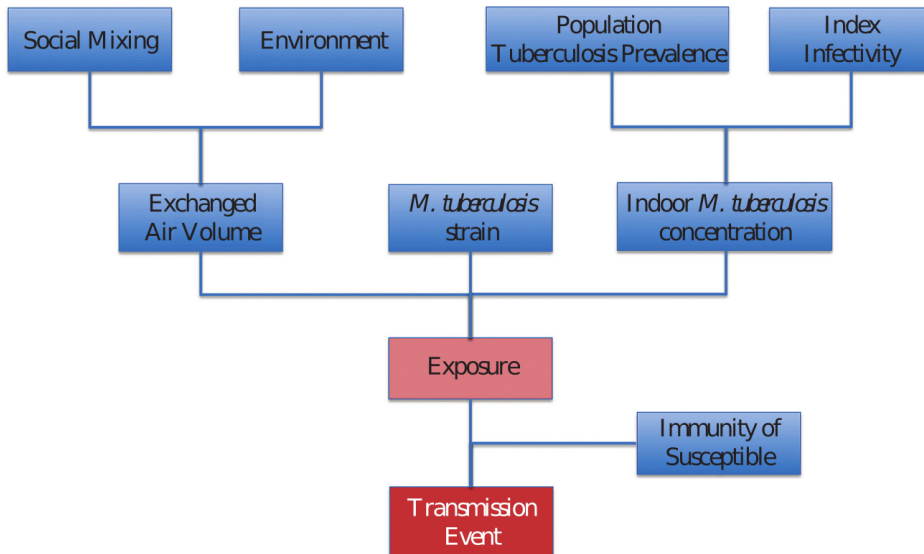 Social Mixing
Environment
Population
Tuberculosis Prevalence
Index
Infectivity
Exchanged
Air Volume
M. tuberculosis
strain
Indoor M. tuberculosis
concentration
Exposure
Immunity of
Susceptible
Transmission
Event